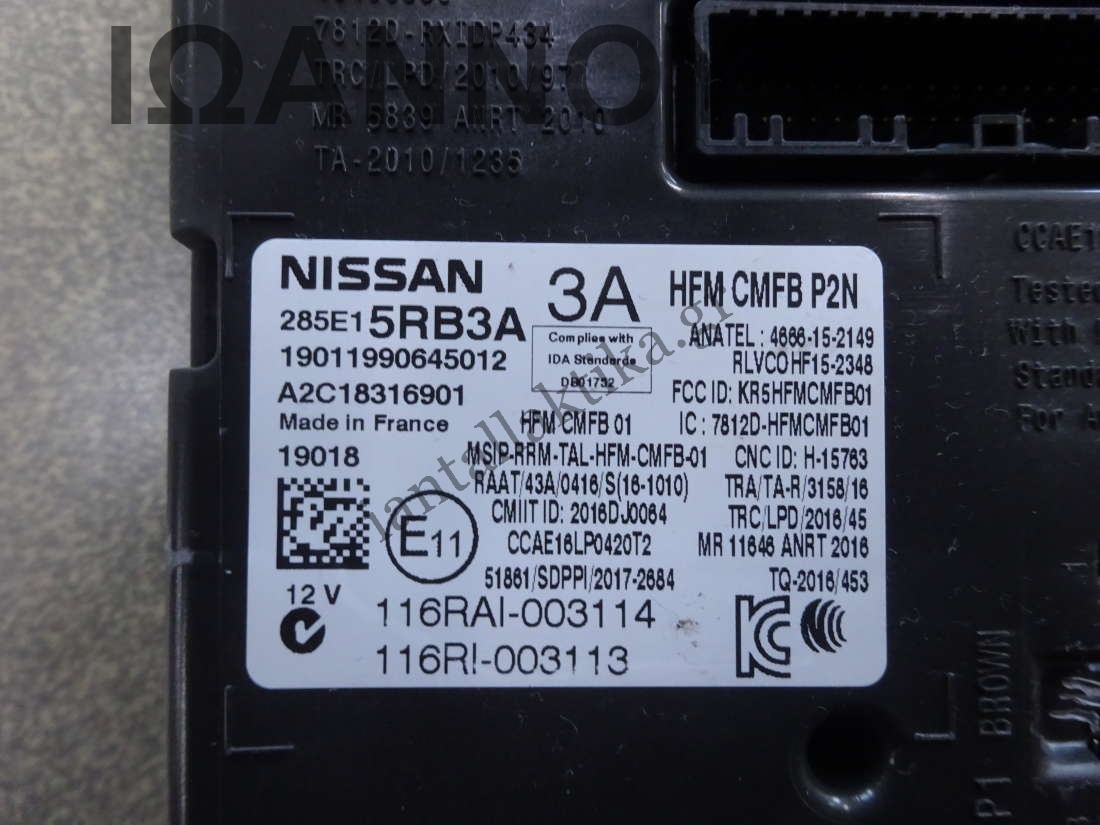 7812D-RXIDP434
TRC/LPD/2010/97
MR 5839 ANRT 2010
TA-2010/1235
ΙΩΑΝΝΟ
NISSAN
285E1 5RB3A
19011990645012
A2C18316901
Made in France
19018
12 V
3A
Complies with
IDA Standards
DB01752
HFM CMFB 01
MSIP-RRM-TAL-HFM-CMFB-01
RAAT/43A/0416/S(16-1010)
CMIIT ID: 2016DJ0064
CCAE16LP0420T2
51861/SDPPI/2017-2684
E11
116RAI-003114
116RI-003113
HFM CMFB P2N
ANATEL: 4666-15-2149
RLVCOHF15-2348
FCC ID: KR5HFMCMFB01
IC: 7812D-HFMCMFB01
CNC ID: H-15763
TRA/TA-R/3158/16
TRC/LPD/2016/45
MR 11646 ANRT 2016
TQ-2016/453
iantallaktika.gr
CCAE1
Tested
With
Standa
For
P1 BROWN
1